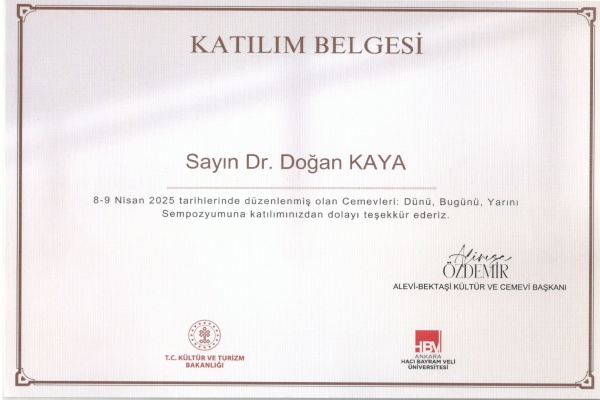 KATILIM BELGESİ
Sayın Dr. Doğan KAYA
8-9 Nisan 2025 tarihlerinde düzenlenmiş olan Cemevleri: Dünü, Bugünü, Yarını
Sempozyumuna katılımınızdan dolayı teşekkür ederiz.
Alirıza
ÖZDEMİR
ALEVİ-BEKTAŞİ KÜLTÜR VE CEMEVİ BAŞKANI
T.C. KÜLTÜR VE TURİZM
BAKANLIĞI
HBV
ANKARA
HACI BAYRAM VELİ
ÜNİVERSİTESİ